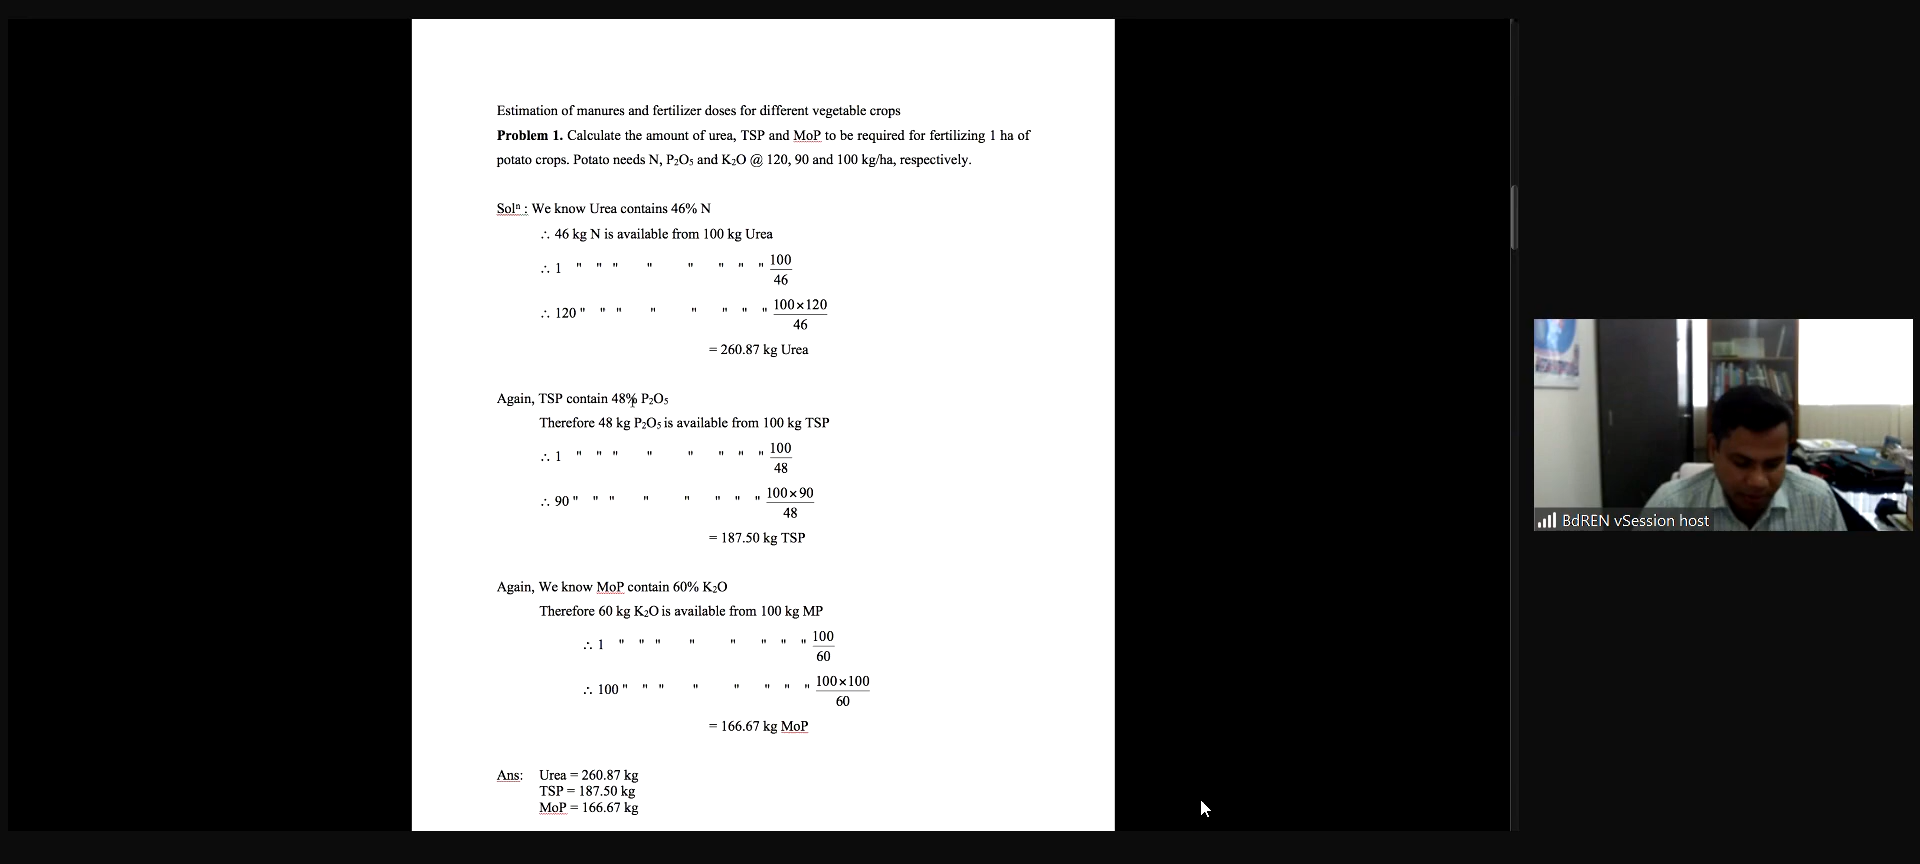 Estimation of manures and fertilizer doses for different vegetable crops
Problem 1. Calculate the amount of urea, TSP and MoP to be required for fertilizing 1 ha of
potato crops. Potato needs N, P₂O₅ and K₂O @ 120, 90 and 100 kg/ha, respectively.
Solⁿ : We know Urea contains 46% N
∴ 46 kg N is available from 100 kg Urea
∴ 1 " " " " " " " " 100/46
∴ 120 " " " " " " " " 100×120/46
= 260.87 kg Urea
Again, TSP contain 48% P₂O₅
Therefore 48 kg P₂O₅ is available from 100 kg TSP
∴ 1 " " " " " " " " 100/48
∴ 90 " " " " " " " " 100×90/48
= 187.50 kg TSP
Again, We know MoP contain 60% K₂O
Therefore 60 kg K₂O is available from 100 kg MP
∴ 1 " " " " " " " " 100/60
∴ 100 " " " " " " " " 100×100/60
= 166.67 kg MoP
Ans: Urea = 260.87 kg
TSP = 187.50 kg
MoP = 166.67 kg
BdREN vSession host